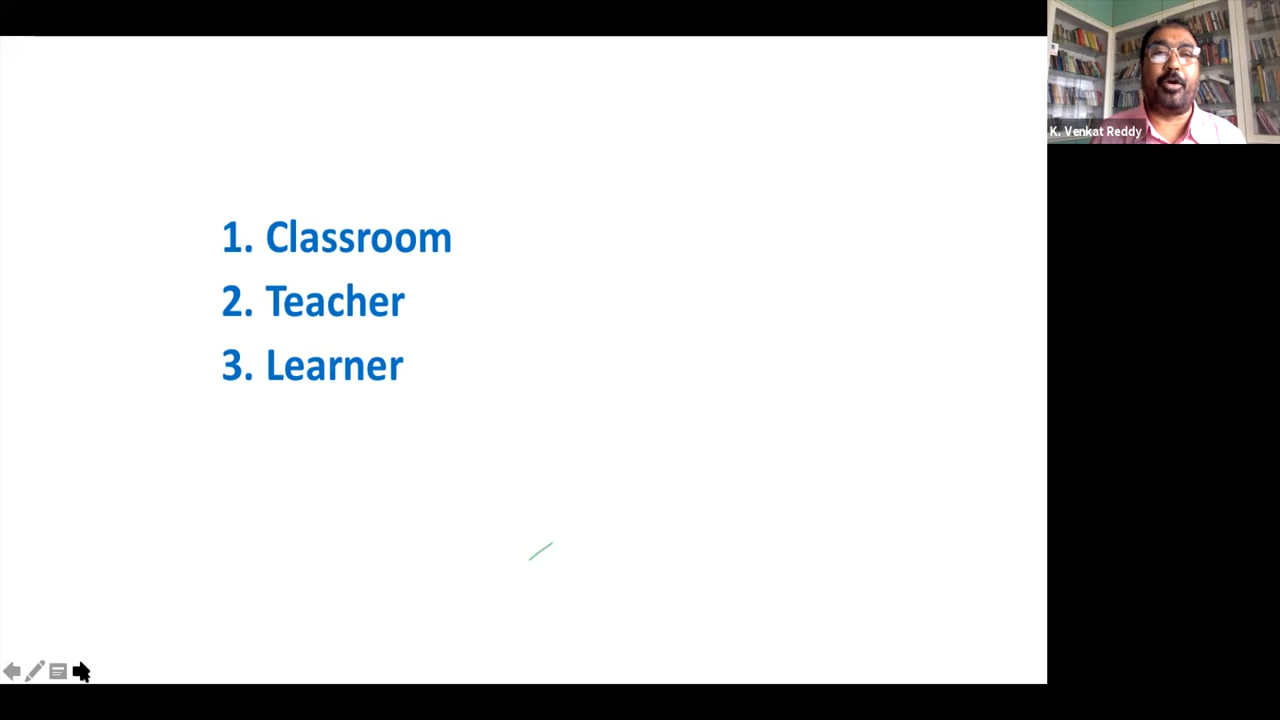 1. Classroom
2. Teacher
3. Learner
K. Venkat Reddy